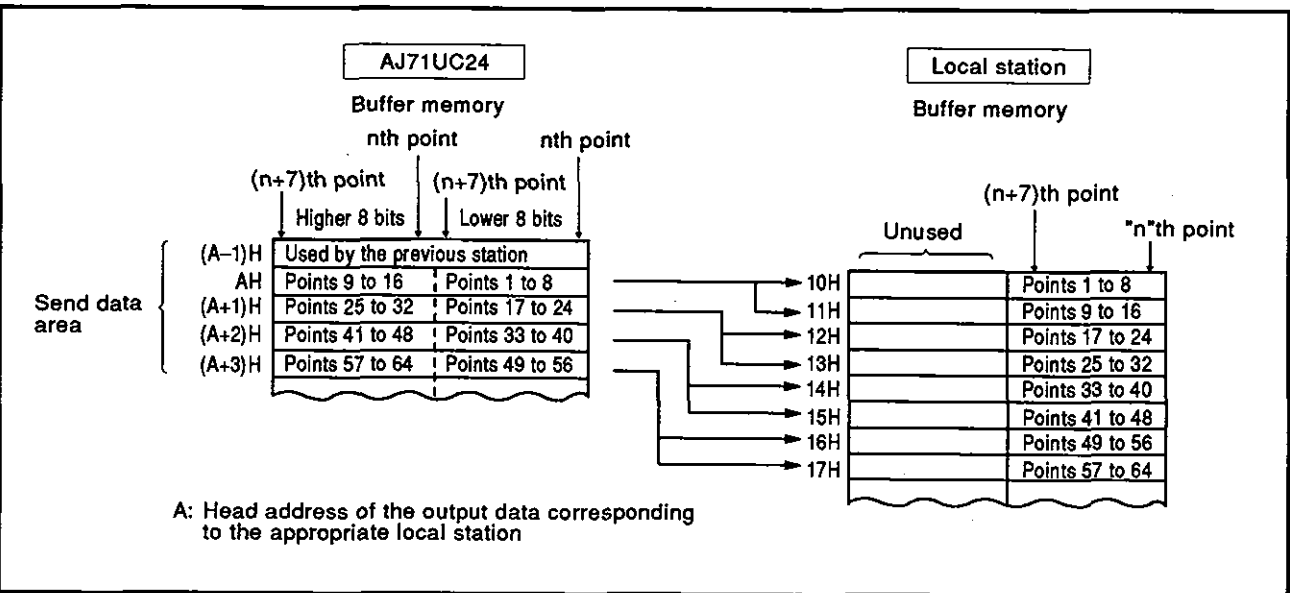 AJ71UC24
Buffer memory
nth point nth point
(n+7)th point (n+7)th point
Higher 8 bits Lower 8 bits
Send data
area
(A–1)H Used by the previous station
AH Points 9 to 16 Points 1 to 8
(A+1)H Points 25 to 32 Points 17 to 24
(A+2)H Points 41 to 48 Points 33 to 40
(A+3)H Points 57 to 64 Points 49 to 56
A: Head address of the output data corresponding
to the appropriate local station
Local station
Buffer memory
(n+7)th point
Unused "n"th point
10H Points 1 to 8
11H Points 9 to 16
12H Points 17 to 24
13H Points 25 to 32
14H Points 33 to 40
15H Points 41 to 48
16H Points 49 to 56
17H Points 57 to 64